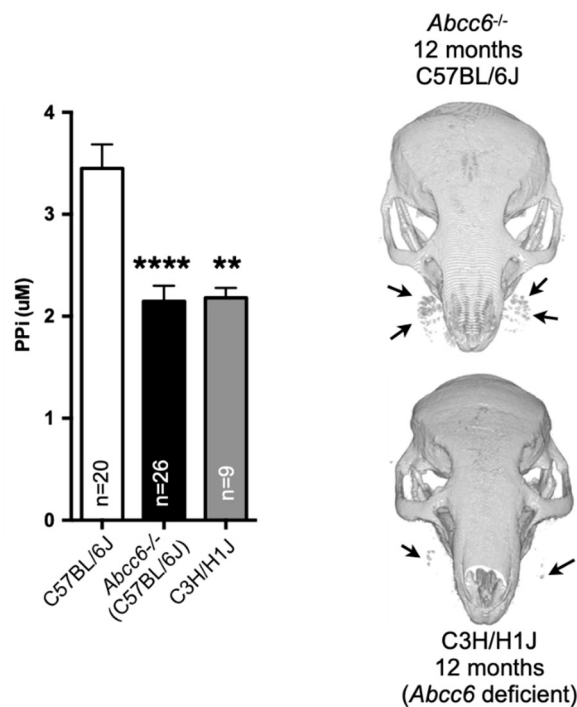 Abcc6-/-
12 months
C57BL/6J
4
3
2
1
0
PPi (uM)
****
**
n=20
n=26
n=9
C57BL/6J
Abcc6-/-
(C57BL/6J)
C3H/H1J
C3H/H1J
12 months
(Abcc6 deficient)